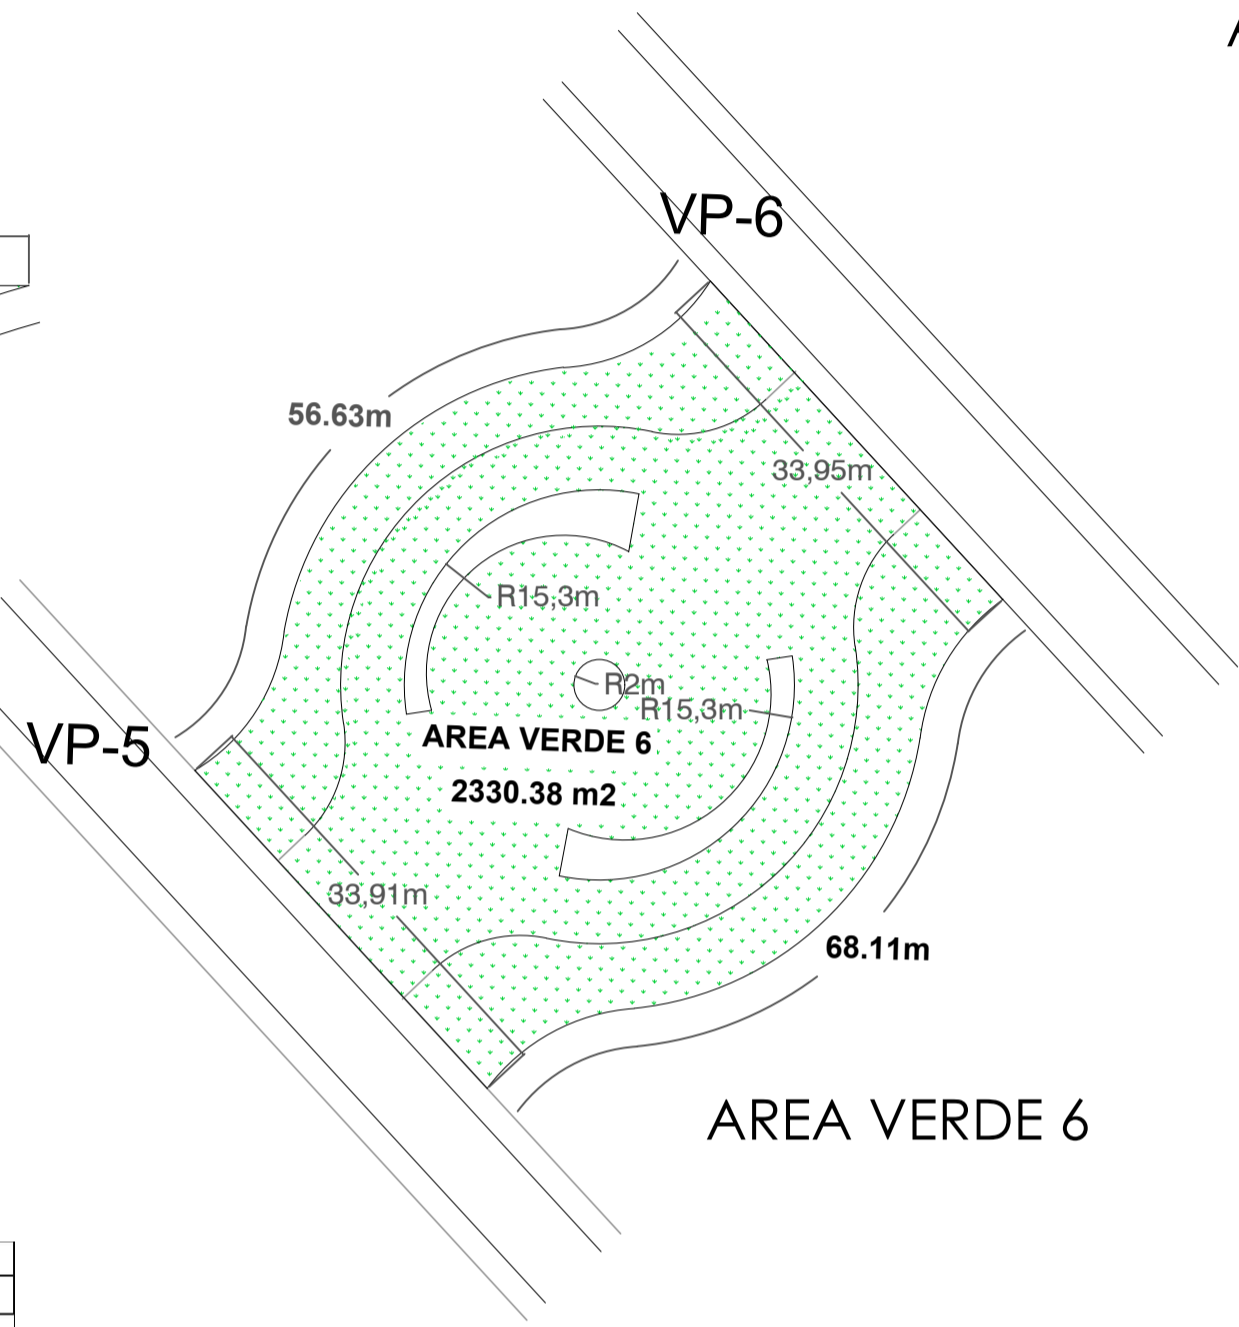 VP-6
56.63m
33,95m
R15,3m
R2m
R15,3m
VP-5
AREA VERDE 6
2330.38 m2
33,91m
68.11m
AREA VERDE 6